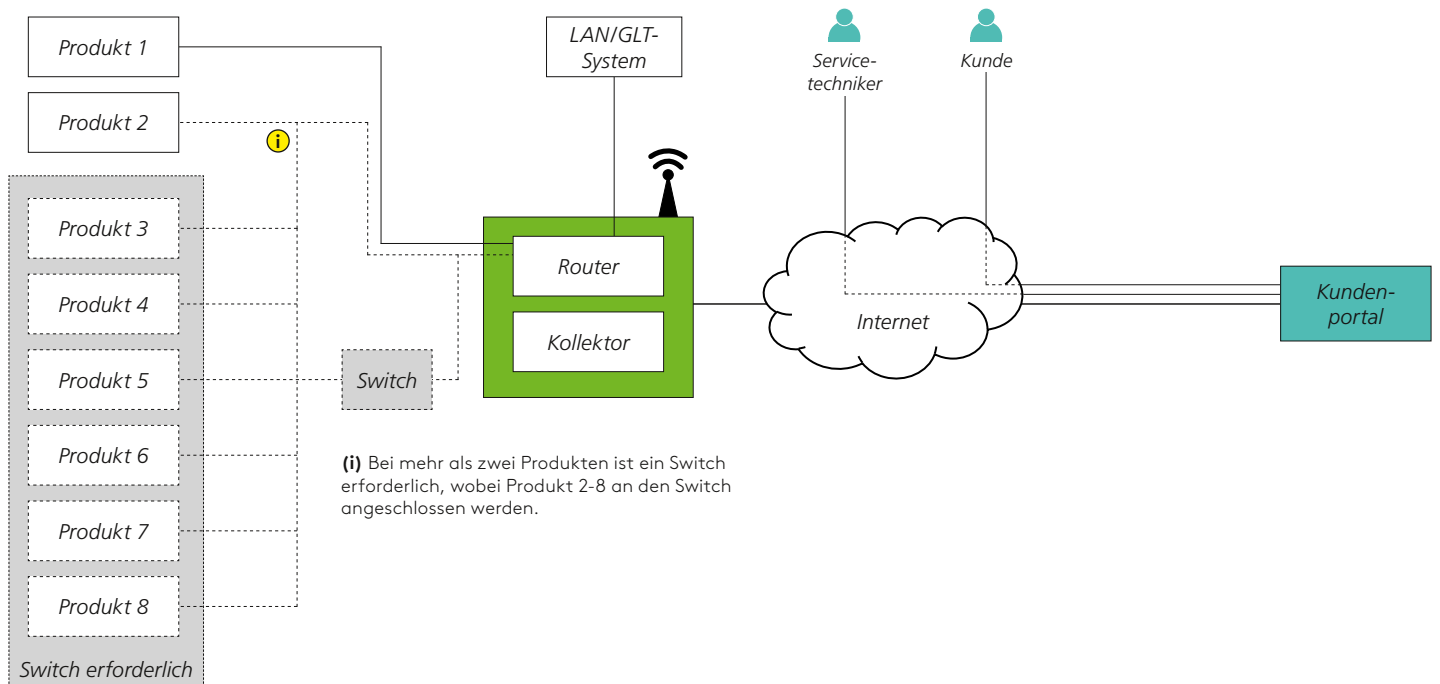 Produkt 1
Produkt 2
i
Produkt 3
Produkt 4
Produkt 5
Produkt 6
Produkt 7
Produkt 8
Switch erforderlich
Switch
LAN/GLT-
System
Router
Kollektor
Service-
techniker
Kunde
Internet
Kunden-
portal
(i) Bei mehr als zwei Produkten ist ein Switch
erforderlich, wobei Produkt 2-8 an den Switch
angeschlossen werden.